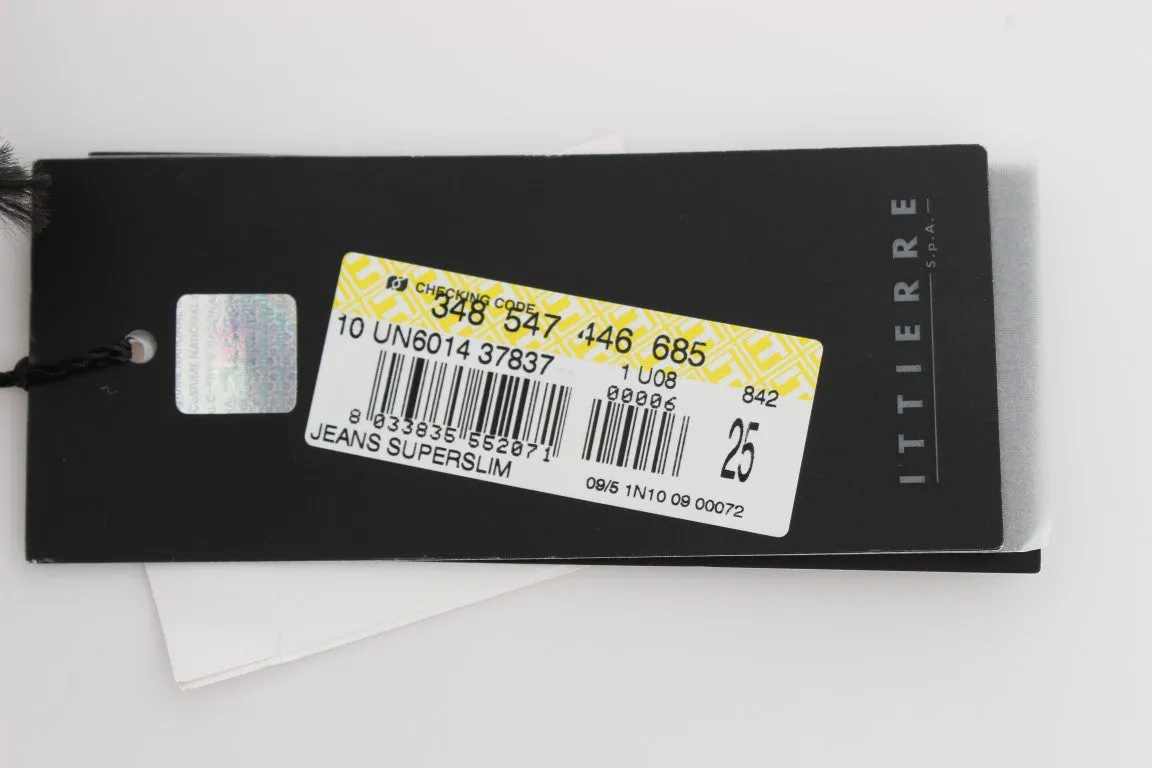 CHECKING CODE
348 547 446 685
10 UN6014 37837
1 U08
842
00006
8 033835 552071
25
JEANS SUPERSLIM
09/5 1N10 09 00072
ITTIERRE
S.p.A.